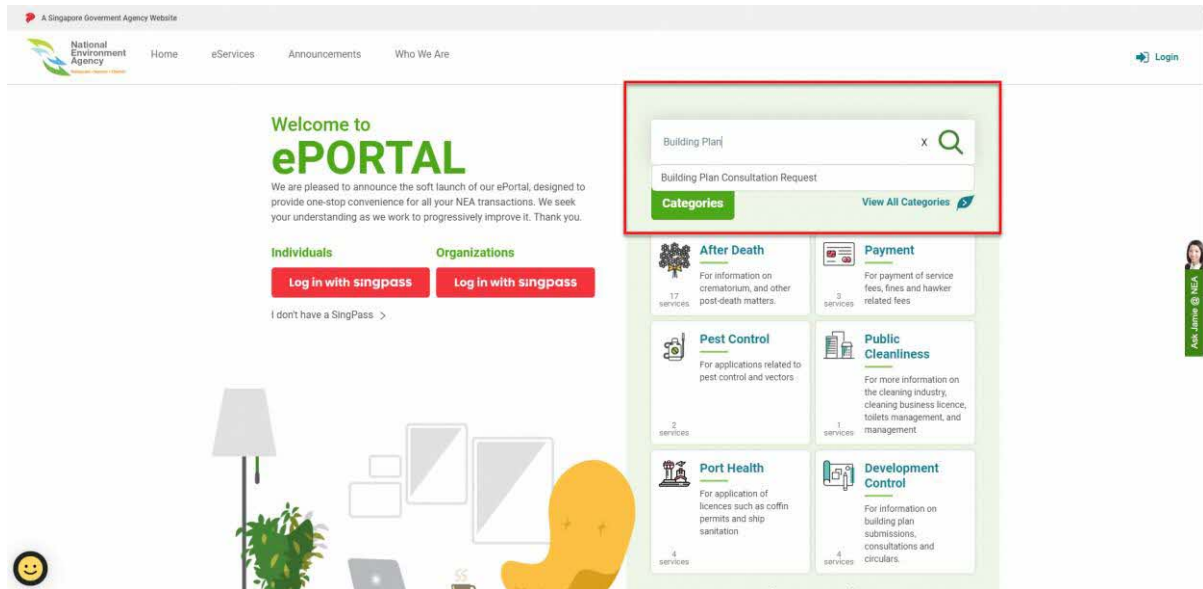 A Singapore Goverment Agency Website
National
Environment
Agency
Home
eServices
Announcements
Who We Are
Login
Welcome to
ePORTAL
We are pleased to announce the soft launch of our ePortal, designed to
provide one-stop convenience for all your NEA transactions. We seek
your understanding as we work to progressively improve it. Thank you.
Individuals
Organizations
Log in with singpass
Log in with singpass
I don't have a SingPass >
Building Plan
X
Building Plan Consultation Request
Categories
View All Categories
After Death
For information on
crematorium, and other
post-death matters.
17
services
Payment
For payment of service
fees, fines and hawker
related fees
3
services
Pest Control
For applications related to
pest control and vectors
2
services
Public
Cleanliness
For more information on
the cleaning industry,
cleaning business licence,
toilets management, and
management
1
services
Port Health
For application of
licences such as coffin
permits and ship
sanitation
4
services
Development
Control
For information on
building plan
submissions,
consultations and
circulars.
4
services
Ask Jamie @ NEA